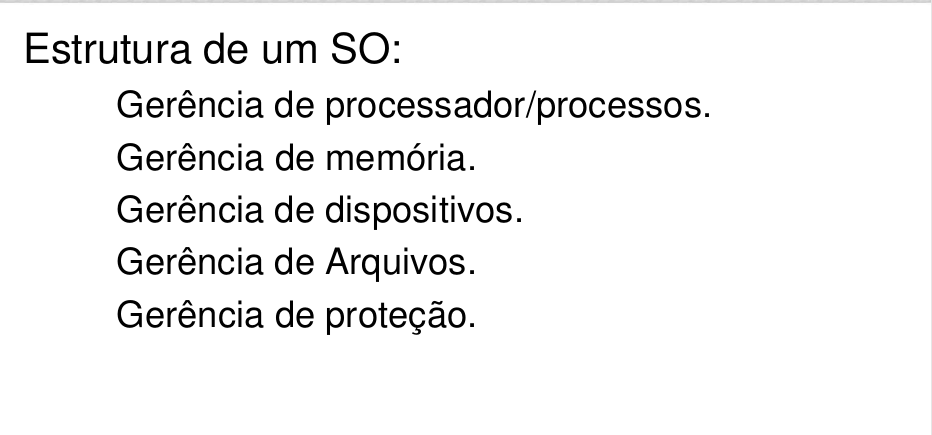 Estrutura de um SO:
Gerência de processador/processos.
Gerência de memória.
Gerência de dispositivos.
Gerência de Arquivos.
Gerência de proteção.